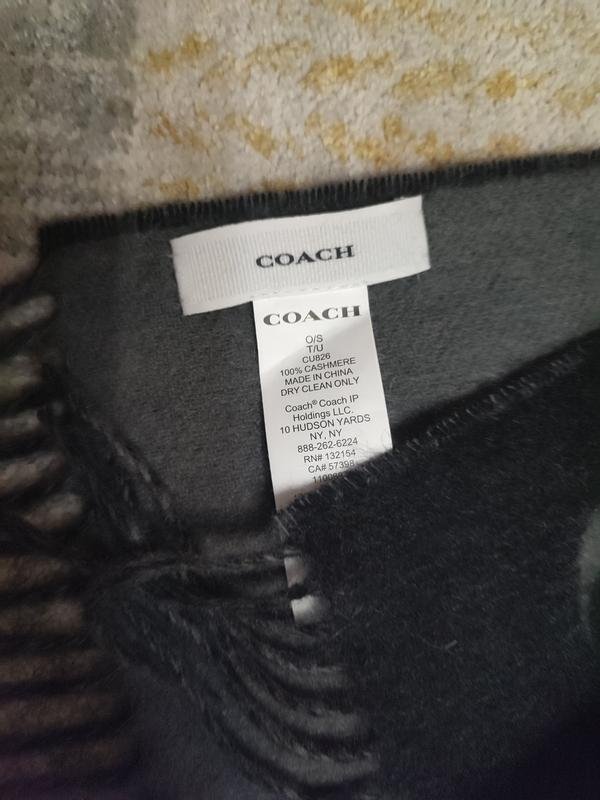 COACH
COACH
O/S
T/U
CU826
100% CASHMERE
MADE IN CHINA
DRY CLEAN ONLY
Coach® Coach IP
Holdings LLC.
10 HUDSON YARDS
NY, NY
888-262-6224
RN# 132154
CA# 57398